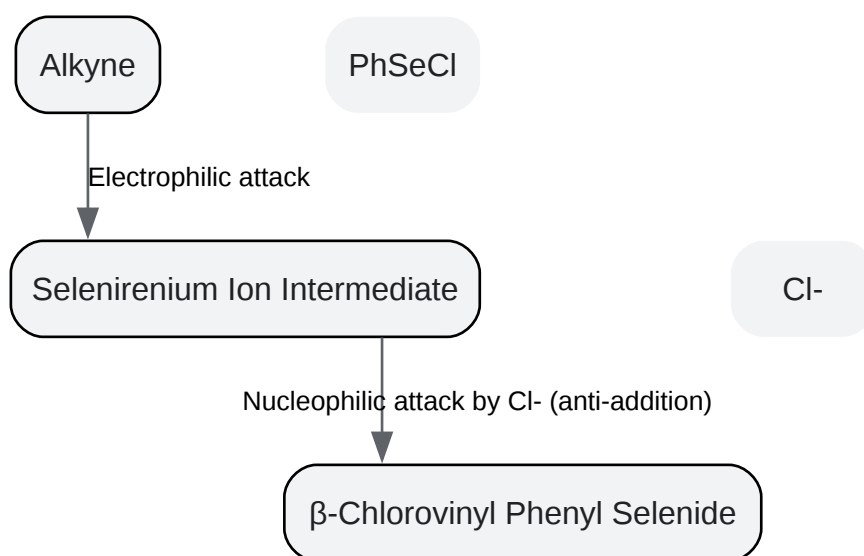 Alkyne
PhSeCl
Electrophilic attack
Selenirenium Ion Intermediate
Cl-
Nucleophilic attack by Cl- (anti-addition)
β-Chlorovinyl Phenyl Selenide